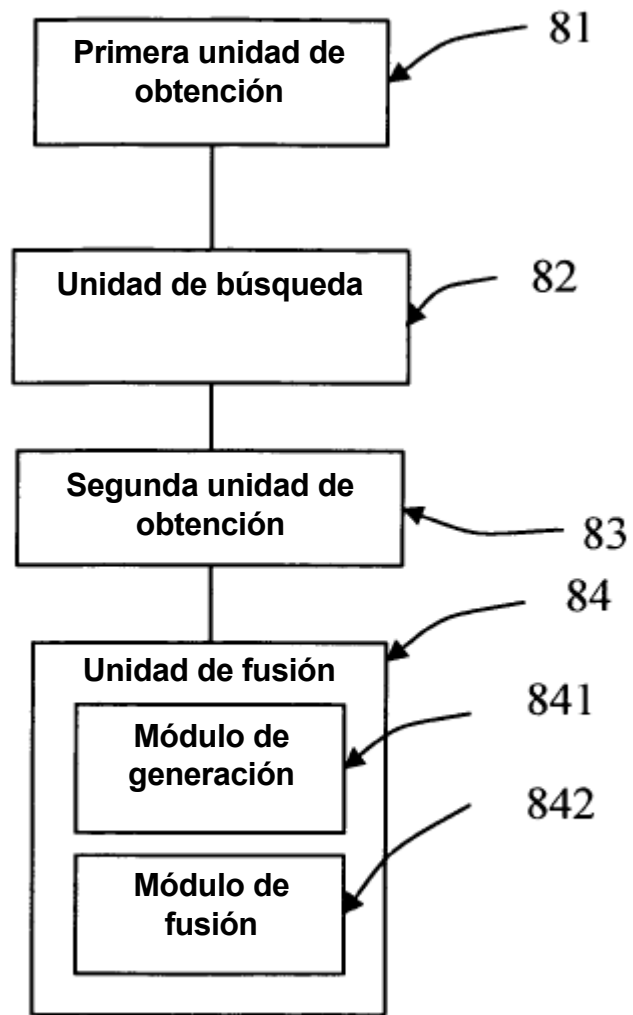 Primera unidad de
obtención
81
Unidad de búsqueda
82
Segunda unidad de
obtención
83
84
Unidad de fusión
Módulo de
generación
841
Módulo de
fusión
842